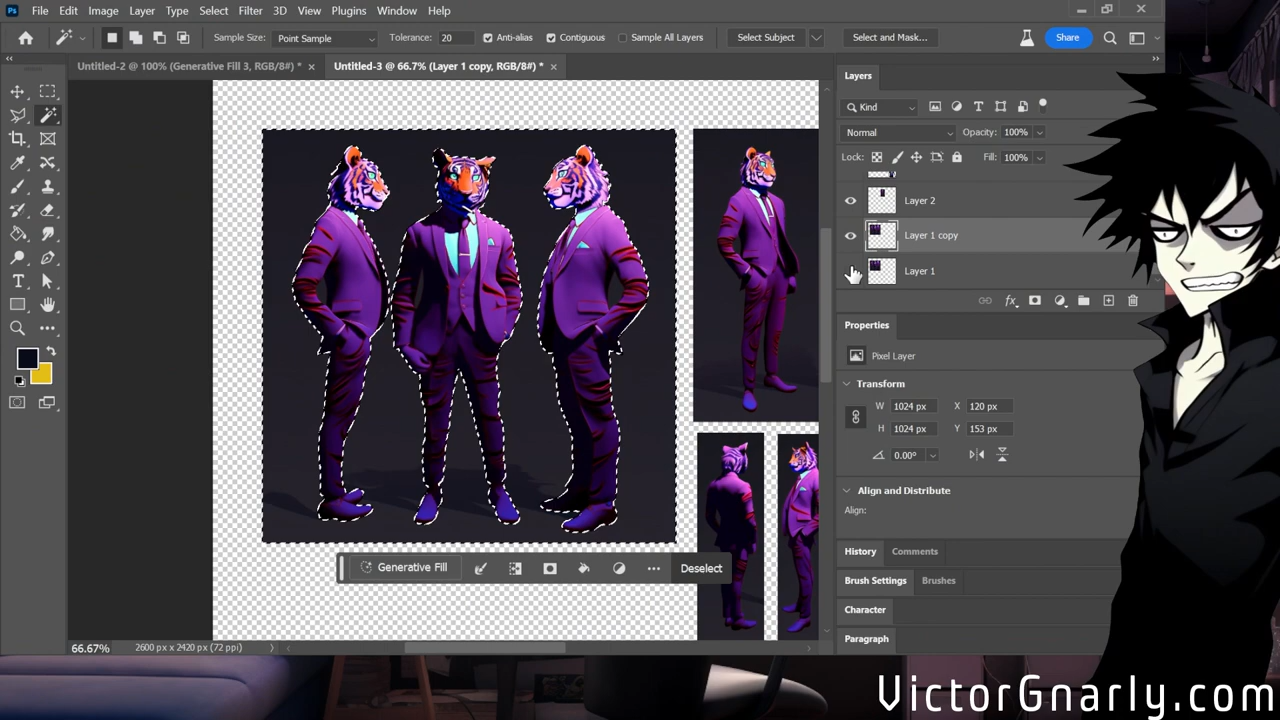 Ps File Edit Image Layer Type Select Filter 3D View Plugins Window Help
Sample Size: Point Sample Tolerance: 20 Anti-alias Contiguous Sample All Layers Select Subject Select and Mask... Share
Untitled-2 @ 100% (Generative Fill 3, RGB/8#) * Untitled-3 @ 66.7% (Layer 1 copy, RGB/8#) *
Layers
Kind
Normal Opacity: 100%
Lock: Fill: 100%
Layer 2
Layer 1 copy
Layer 1
fx
Properties
Pixel Layer
Transform
W 1024 px X 120 px
H 1024 px Y 153 px
0.00°
Align and Distribute
Align:
History Comments
Generative Fill Deselect
Brush Settings Brushes
Character
Paragraph
66.67% 2600 px x 2420 px (72 ppi)
VictorGnarly.com